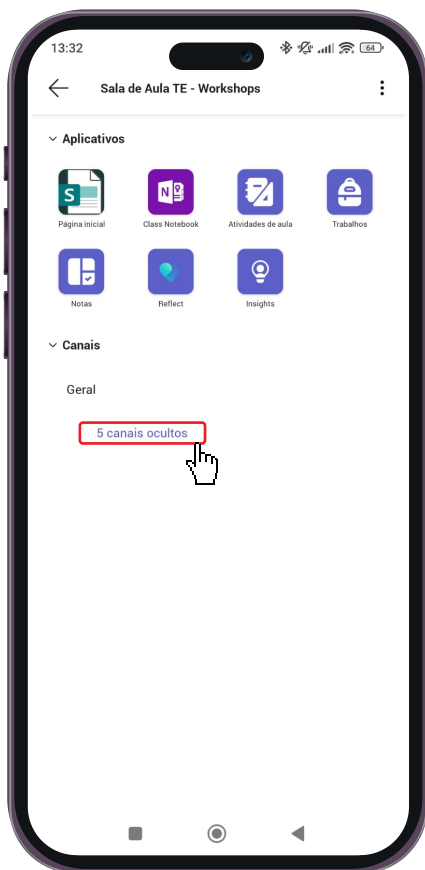 13:32
64
Sala de Aula TE - Workshops
Aplicativos
S
N
Página inicial
Class Notebook
Atividades de aula
Trabalhos
Notas
Reflect
Insights
Canais
Geral
5 canais ocultos